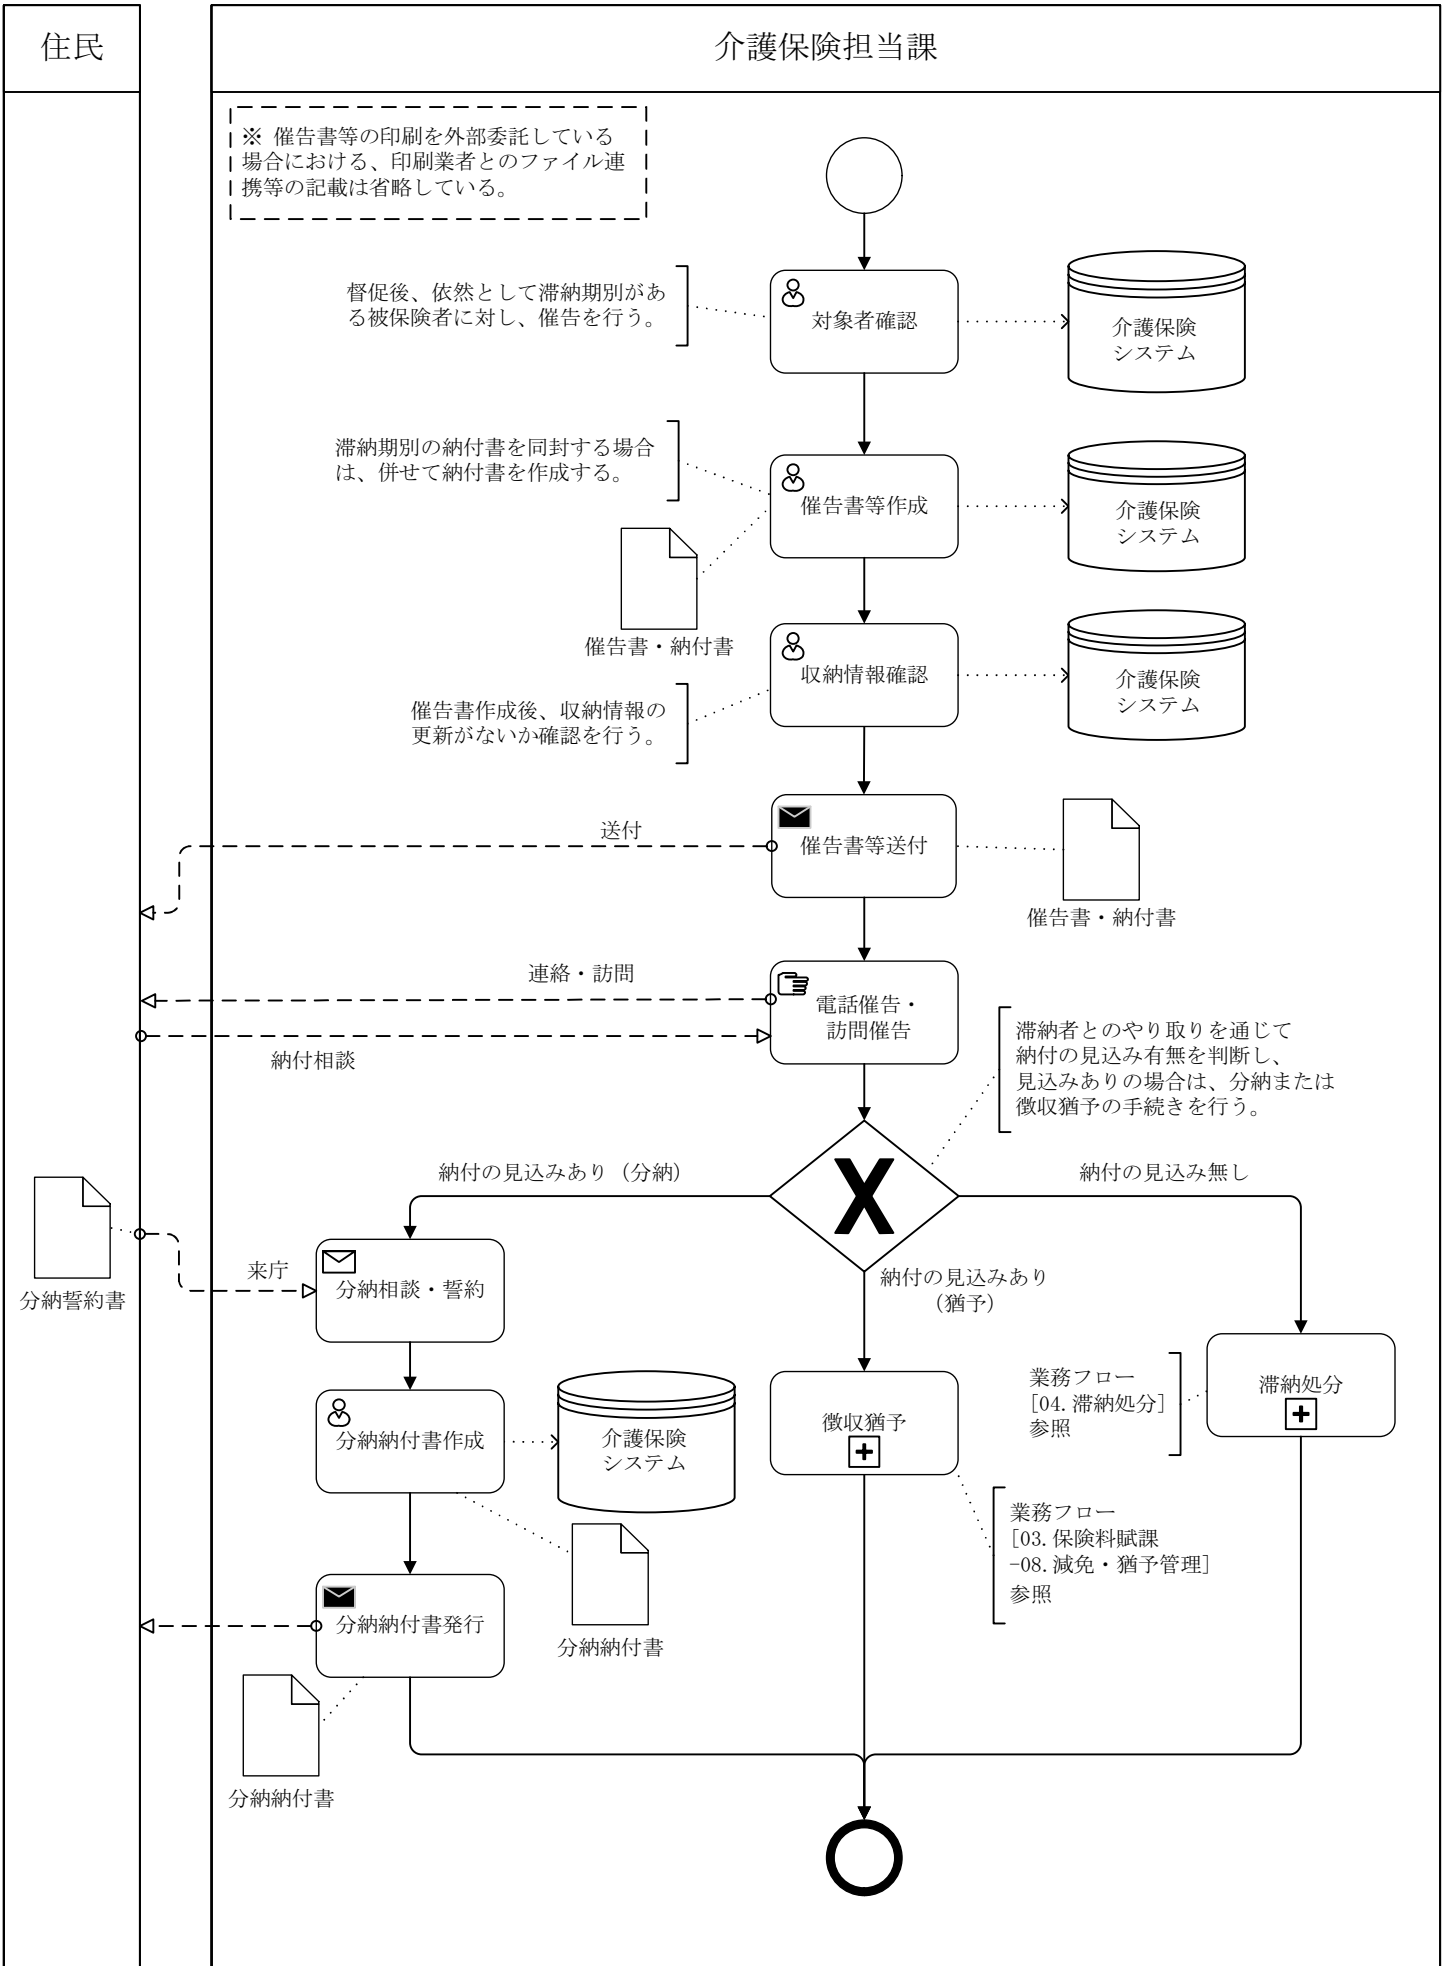 住民
介護保険担当課
※ 催告書等の印刷を外部委託している
場合における、印刷業者とのファイル連
携等の記載は省略している。
督促後、依然として滞納期別があ
る被保険者に対し、催告を行う。
対象者確認
介護保険
システム
滞納期別の納付書を同封する場合
は、併せて納付書を作成する。
催告書等作成
介護保険
システム
催告書・納付書
収納情報確認
介護保険
システム
催告書作成後、収納情報の
更新がないか確認を行う。
送付
催告書等送付
催告書・納付書
連絡・訪問
電話催告・
訪問催告
納付相談
滞納者とのやり取りを通じて
納付の見込み有無を判断し、
見込みありの場合は、分納または
徴収猶予の手続きを行う。
納付の見込みあり（分納）
納付の見込み無し
納付の見込みあり
（猶予）
分納誓約書
来庁
分納相談・誓約
分納納付書作成
介護保険
システム
徴収猶予
業務フロー
[04.滞納処分]
参照
滞納処分
業務フロー
[03.保険料賦課
-08.減免・猶予管理]
参照
分納納付書
分納納付書発行
分納納付書